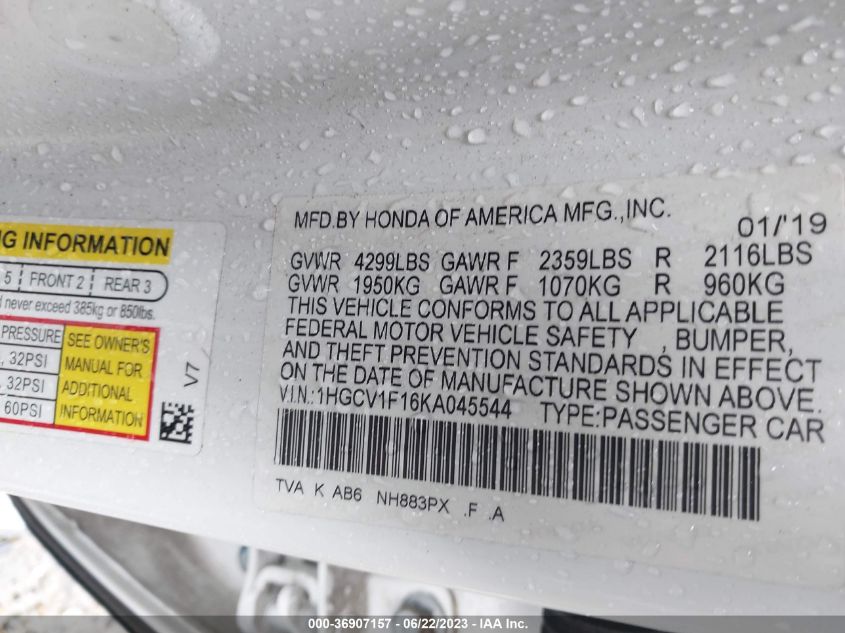 NG INFORMATION
5 FRONT 2 REAR 3
never exceed 385kg or 850lbs.
PRESSURE SEE OWNER'S
32PSI MANUAL FOR
32PSI ADDITIONAL
60PSI INFORMATION
V7
MFD.BY HONDA OF AMERICA MFG.,INC.
01/'19
GVWR 4299LBS GAWR F 2359LBS R 2116LBS
GVWR 1950KG GAWR F 1070KG R 960KG
THIS VEHICLE CONFORMS TO ALL APPLICABLE
FEDERAL MOTOR VEHICLE SAFETY , BUMPER,
AND THEFT PREVENTION STANDARDS IN EFFECT
ON THE DATE OF MANUFACTURE SHOWN ABOVE.
V.I.N.:1HGCV1F16KA045544 TYPE:PASSENGER CAR
TVA K AB6 NH883PX .F .A
000-36907157 - 06/22/2023 - © IAA Inc.